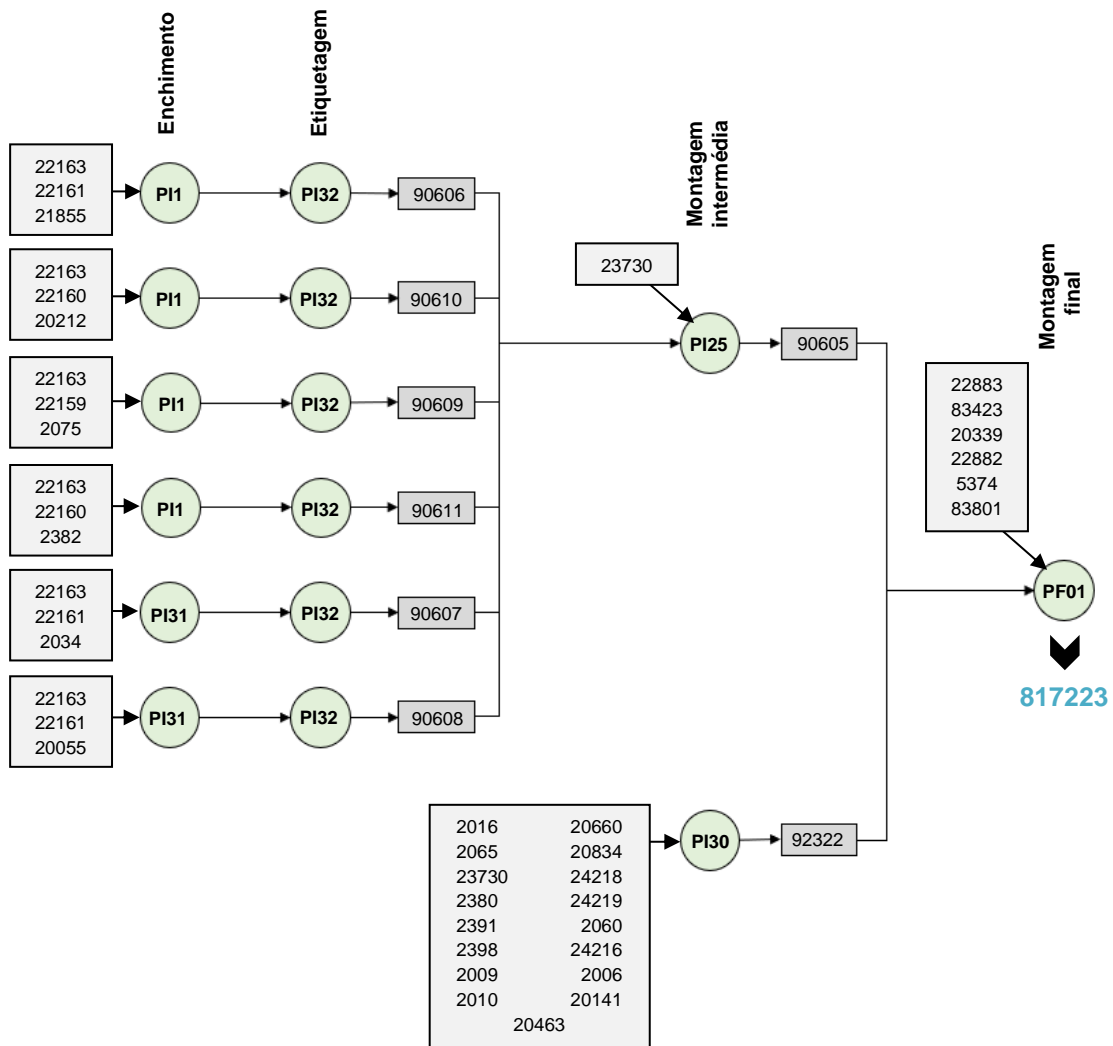 Enchimento
Etiquetagem
Montagem
intermédia
Montagem
final
22163
22161
21855
PI1
PI32
90606
22163
22160
20212
PI1
PI32
90610
23730
PI25
90605
22163
22159
2075
PI1
PI32
90609
22883
83423
20339
22882
5374
83801
22163
22160
2382
PI1
PI32
90611
22163
22161
2034
PI31
PI32
90607
PF01
817223
22163
22161
20055
PI31
PI32
90608
2016 20660
2065 20834
23730 24218
2380 24219
2391 2060
2398 24216
2009 2006
2010 20141
20463
PI30
92322